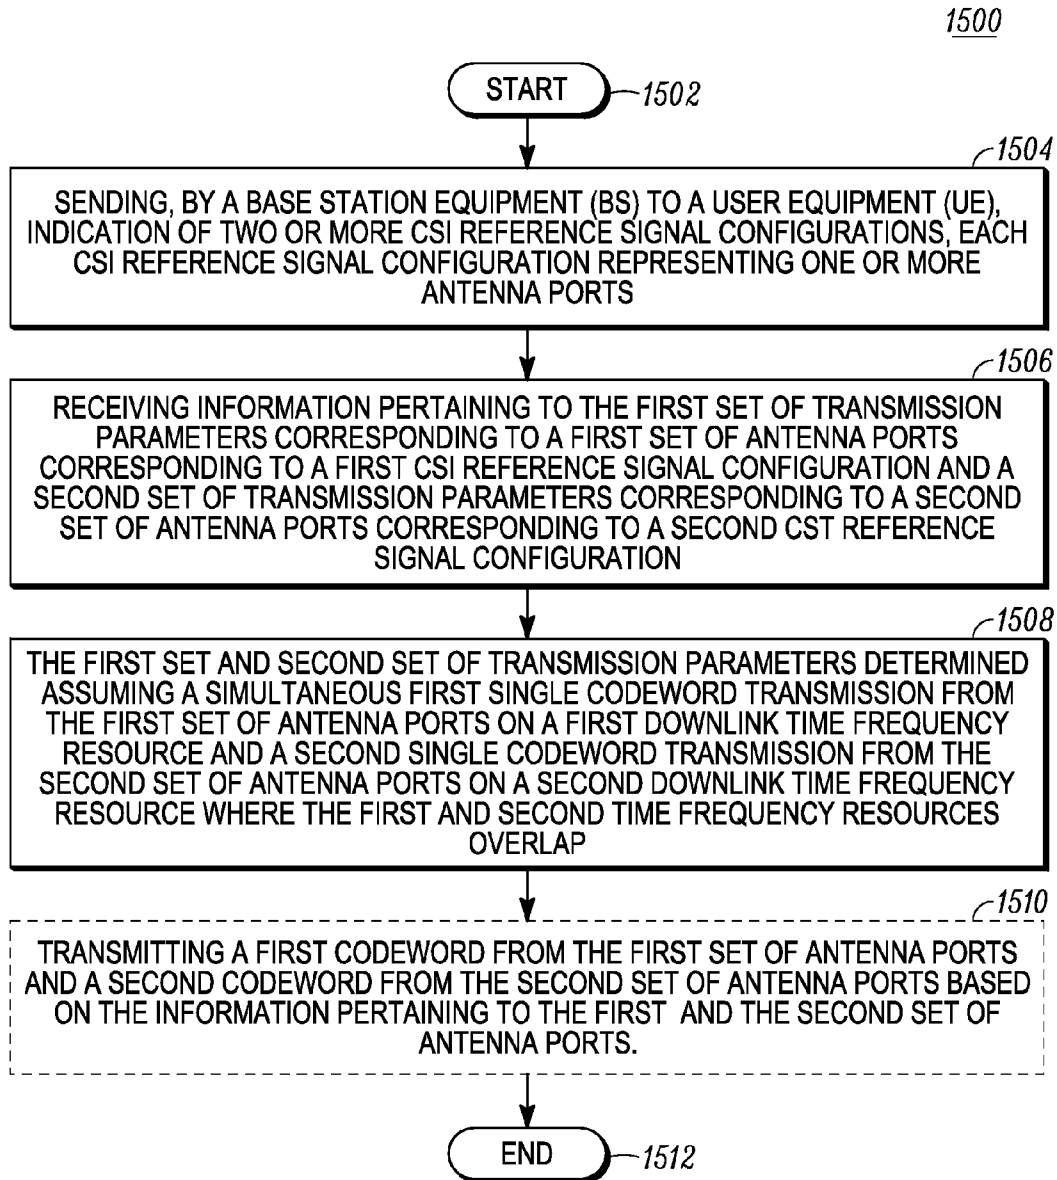 1500
START
1502
1504
SENDING, BY A BASE STATION EQUIPMENT (BS) TO A USER EQUIPMENT (UE),
INDICATION OF TWO OR MORE CSI REFERENCE SIGNAL CONFIGURATIONS, EACH
CSI REFERENCE SIGNAL CONFIGURATION REPRESENTING ONE OR MORE
ANTENNA PORTS
1506
RECEIVING INFORMATION PERTAINING TO THE FIRST SET OF TRANSMISSION
PARAMETERS CORRESPONDING TO A FIRST SET OF ANTENNA PORTS
CORRESPONDING TO A FIRST CSI REFERENCE SIGNAL CONFIGURATION AND A
SECOND SET OF TRANSMISSION PARAMETERS CORRESPONDING TO A SECOND
SET OF ANTENNA PORTS CORRESPONDING TO A SECOND CST REFERENCE
SIGNAL CONFIGURATION
1508
THE FIRST SET AND SECOND SET OF TRANSMISSION PARAMETERS DETERMINED
ASSUMING A SIMULTANEOUS FIRST SINGLE CODEWORD TRANSMISSION FROM
THE FIRST SET OF ANTENNA PORTS ON A FIRST DOWNLINK TIME FREQUENCY
RESOURCE AND A SECOND SINGLE CODEWORD TRANSMISSION FROM THE
SECOND SET OF ANTENNA PORTS ON A SECOND DOWNLINK TIME FREQUENCY
RESOURCE WHERE THE FIRST AND SECOND TIME FREQUENCY RESOURCES
OVERLAP
1510
TRANSMITTING A FIRST CODEWORD FROM THE FIRST SET OF ANTENNA PORTS
AND A SECOND CODEWORD FROM THE SECOND SET OF ANTENNA PORTS BASED
ON THE INFORMATION PERTAINING TO THE FIRST AND THE SECOND SET OF
ANTENNA PORTS.
END
1512